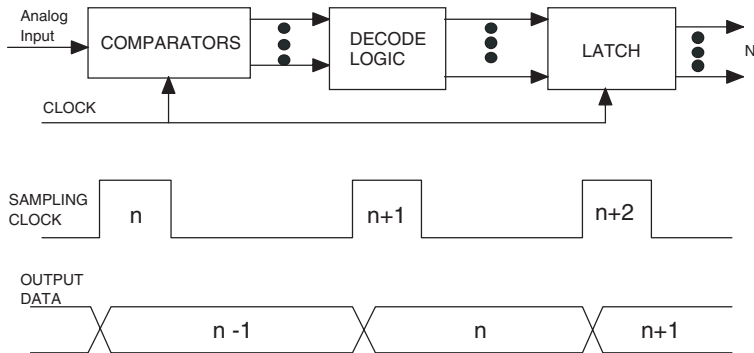 Analog
Input
COMPARATORS
DECODE
LOGIC
LATCH
N
CLOCK
SAMPLING
CLOCK
n
n+1
n+2
OUTPUT
DATA
n -1
n
n+1